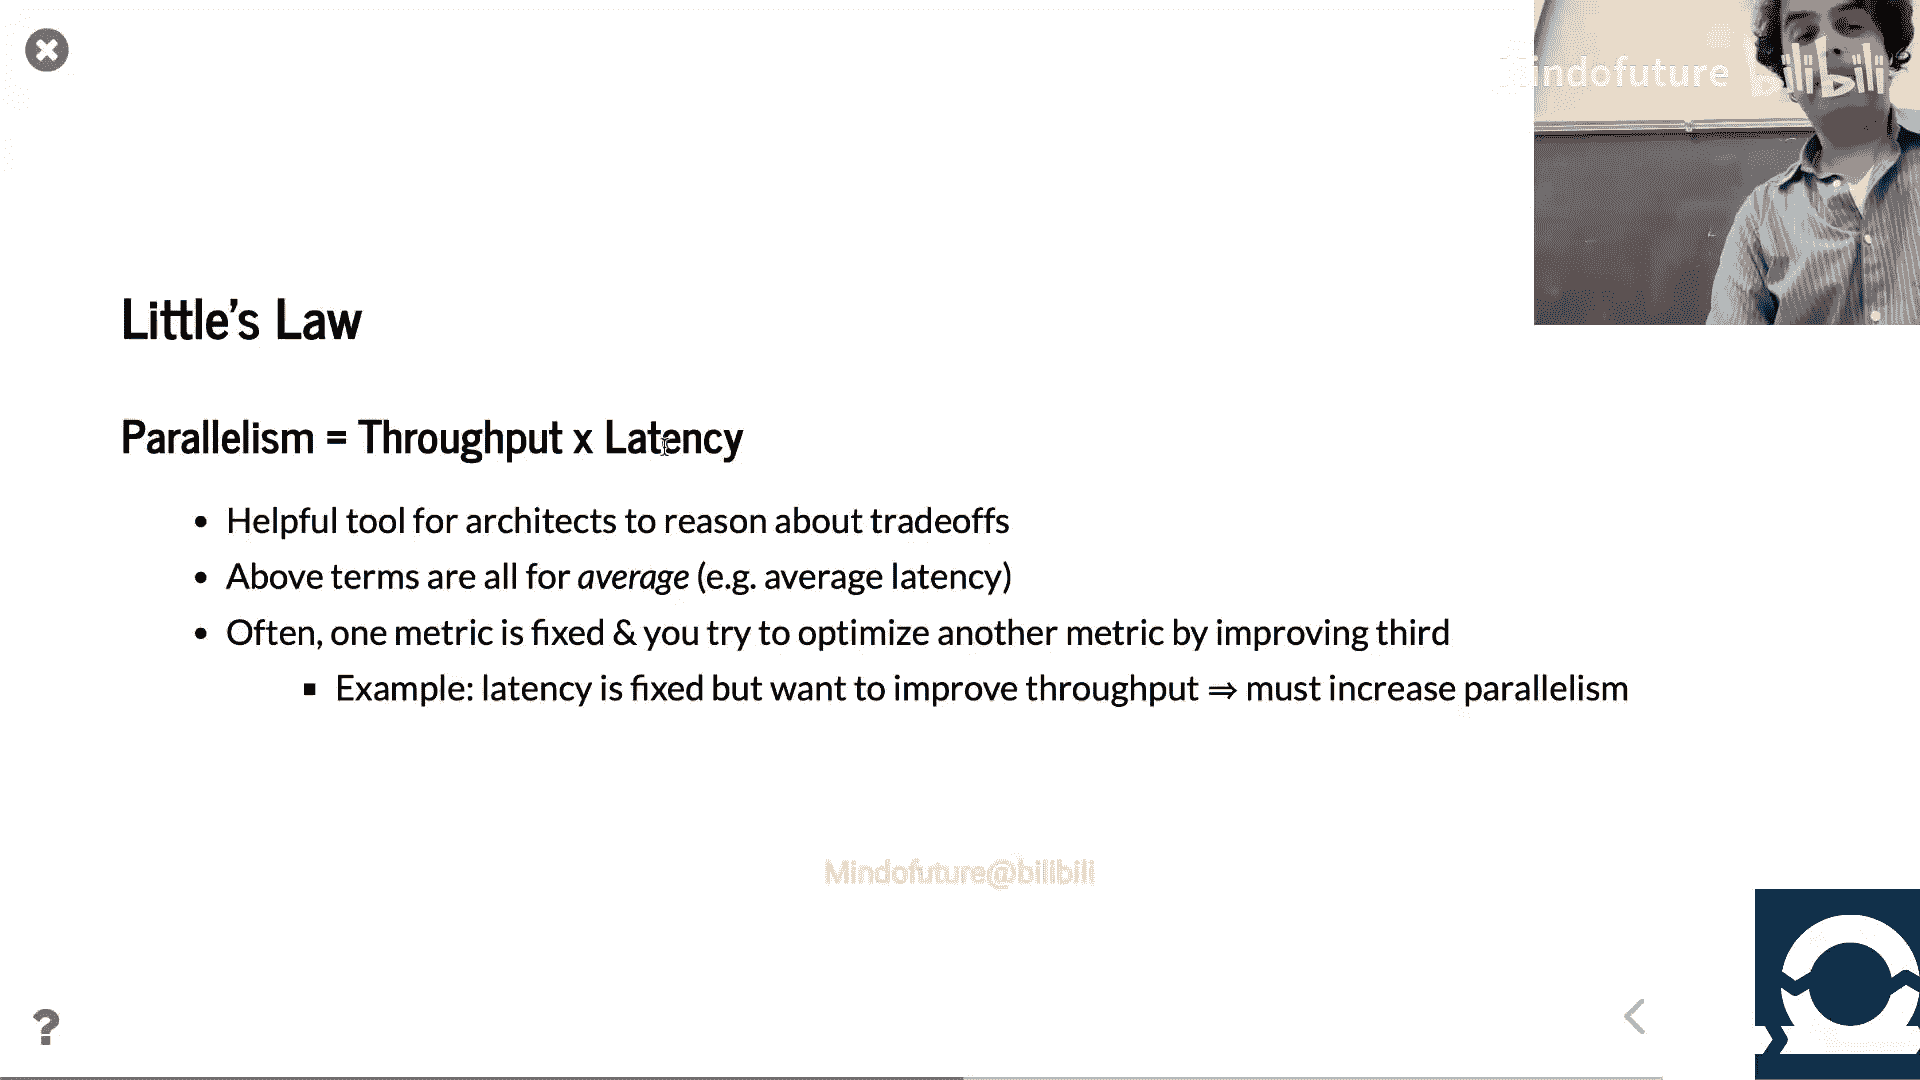 indofuture bilibili
Little's Law
Parallelism = Throughput x Latency
• Helpful tool for architects to reason about tradeoffs
• Above terms are all for average (e.g. average latency)
• Often, one metric is fixed & you try to optimize another metric by improving third
▪ Example: latency is fixed but want to improve throughput ⇒ must increase parallelism
Mindofuture@bilibili
?